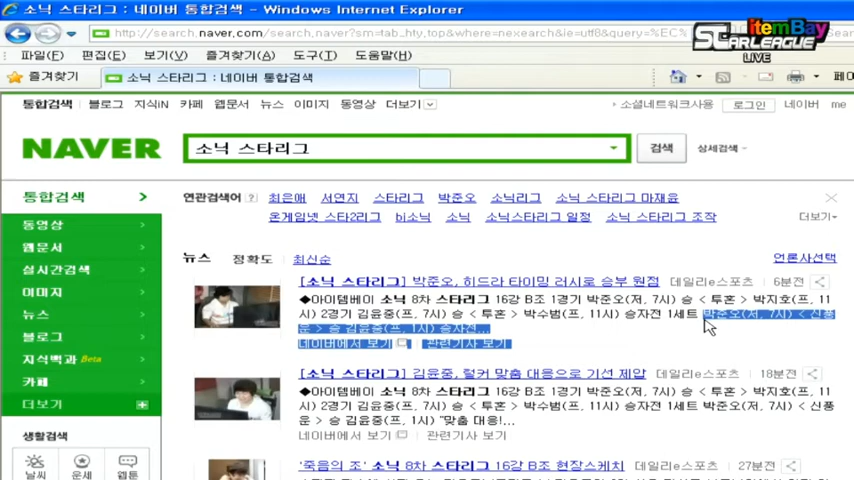 소닉 스타리그 : 네이버 통합검색 - Windows Internet Explorer
http://search.naver.com/search.naver?sm=tab_hty,top&where=nexearch&ie=utf8&query=%EC%
itemBay
STARLEAGUE
LIVE
파일(F) 편집(E) 보기(V) 즐겨찾기(A) 도구(T) 도움말(H)
즐겨찾기 소닉 스타리그 : 네이버 통합검색
통합검색 블로그 지식iN 카페 웹문서 뉴스 이미지 동영상 더보기 소셜네트워크사용 로그인 네이버 me
NAVER 소닉 스타리그 검색 상세검색
통합검색
연관검색어 ? 최은애 서연지 스타리그 박준오 소닉리그 소닉 스타리그 마재윤
온게임넷 스타2리그 bj소닉 소닉 소닉스타리그 일정 소닉 스타리그 조작 더보기
동영상
웹문서
실시간검색
이미지
뉴스
블로그
지식백과 Beta
카페
더보기
생활검색
날씨 운세 웹툰
뉴스 정확도 최신순 언론사선택
[소닉 스타리그] 박준오, 히드라 타이밍 러시로 승부 원점 데일리e스포츠 6분전
◆아이템베이 소닉 8차 스타리그 16강 B조 1경기 박준오(저, 7시) 승 < 투혼 > 박지호(프, 11
시) 2경기 김윤중(프, 7시) 승 < 투혼 > 박수범(프, 11시) 승자전 1세트 박준오(저, 7시) < 신풍
운 > 승 김윤중(프, 1시) 승자전...
네이버에서 보기 관련기사 보기
[소닉 스타리그] 김윤중, 럴커 맞춤 대응으로 기선 제압 데일리e스포츠 18분전
◆아이템베이 소닉 8차 스타리그 16강 B조 1경기 박준오(저, 7시) 승 < 투혼 > 박지호(프, 11
시) 2경기 김윤중(프, 7시) 승 < 투혼 > 박수범(프, 11시) 승자전 1세트 박준오(저, 7시) < 신풍
운 > 승 김윤중(프, 1시) "맞춤 대응!...
네이버에서 보기 관련기사 보기
'죽음의 조' 소닉 8차 스타리그 16강 B조 현장스케치 데일리e스포츠 27분전